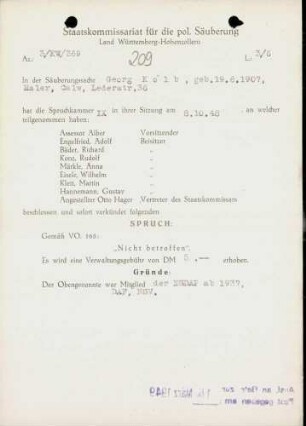 Staatskommissariat für die pol. Säuberung
Land Württemberg-Hohenzollern
Az: 3/KW/369 L 3/5
209
In der Säuberungssache Georg Kolb, geb.19.6.1907,
Maler, Calw, Lederstr.36
hat die Spruchkammer IX in ihrer Sitzung am 8.10.48, an welcher
teilgenommen haben:
Assessor Alber Vorsitzender
Engelfried, Adolf Beisitzer
Bäder, Richard
Kunz, Rudolf
Märkle, Anna
Eisele, Wilhelm
Klett, Martin
Hannemann, Gustav
Angestellter Otto Hager Vertreter des Staatskommissars
beschlossen und sofort verkündet folgenden
SPRUCH:
Gemäß VO. 165:
„Nicht betroffen".
Es wird eine Verwaltungsgebühr von DM 5.-- erhoben.
Gründe:
Der Obengenannte war Mitglied der NSDAP ab 1937,
DAF, NSV.